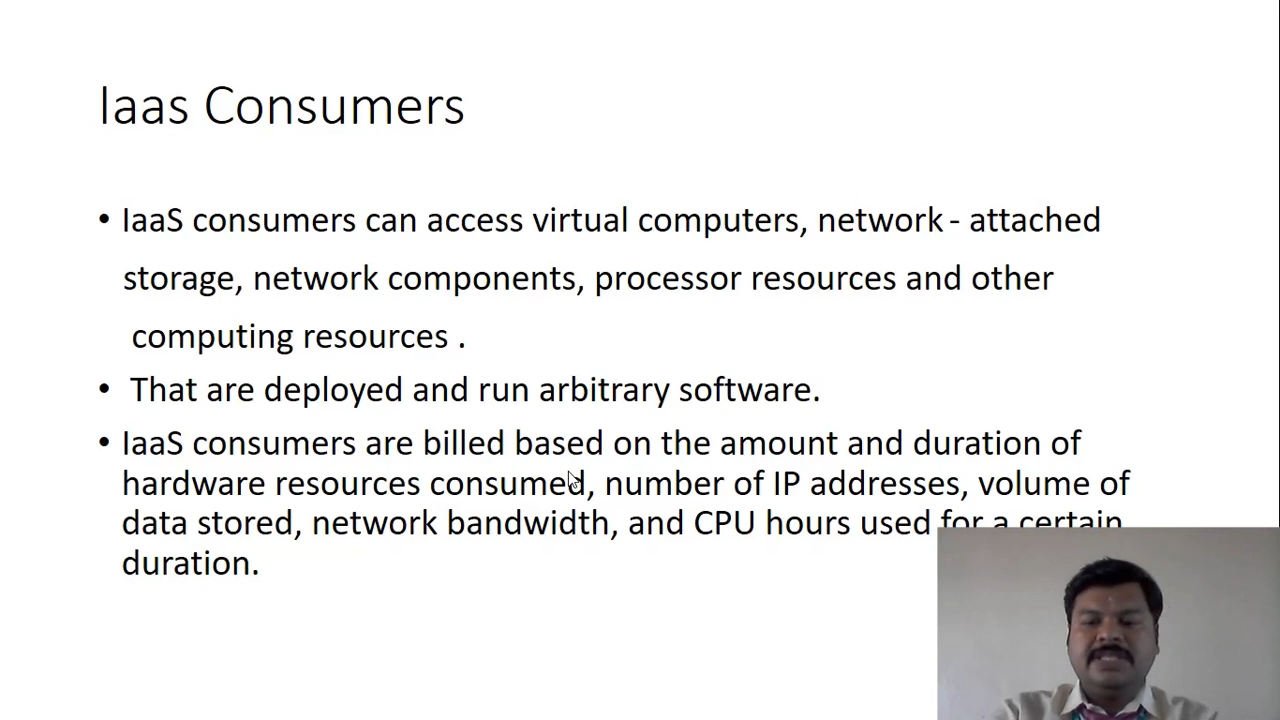 Iaas Consumers
• IaaS consumers can access virtual computers, network - attached
storage, network components, processor resources and other
computing resources .
• That are deployed and run arbitrary software.
• IaaS consumers are billed based on the amount and duration of
hardware resources consumed, number of IP addresses, volume of
data stored, network bandwidth, and CPU hours used for a certain
duration.